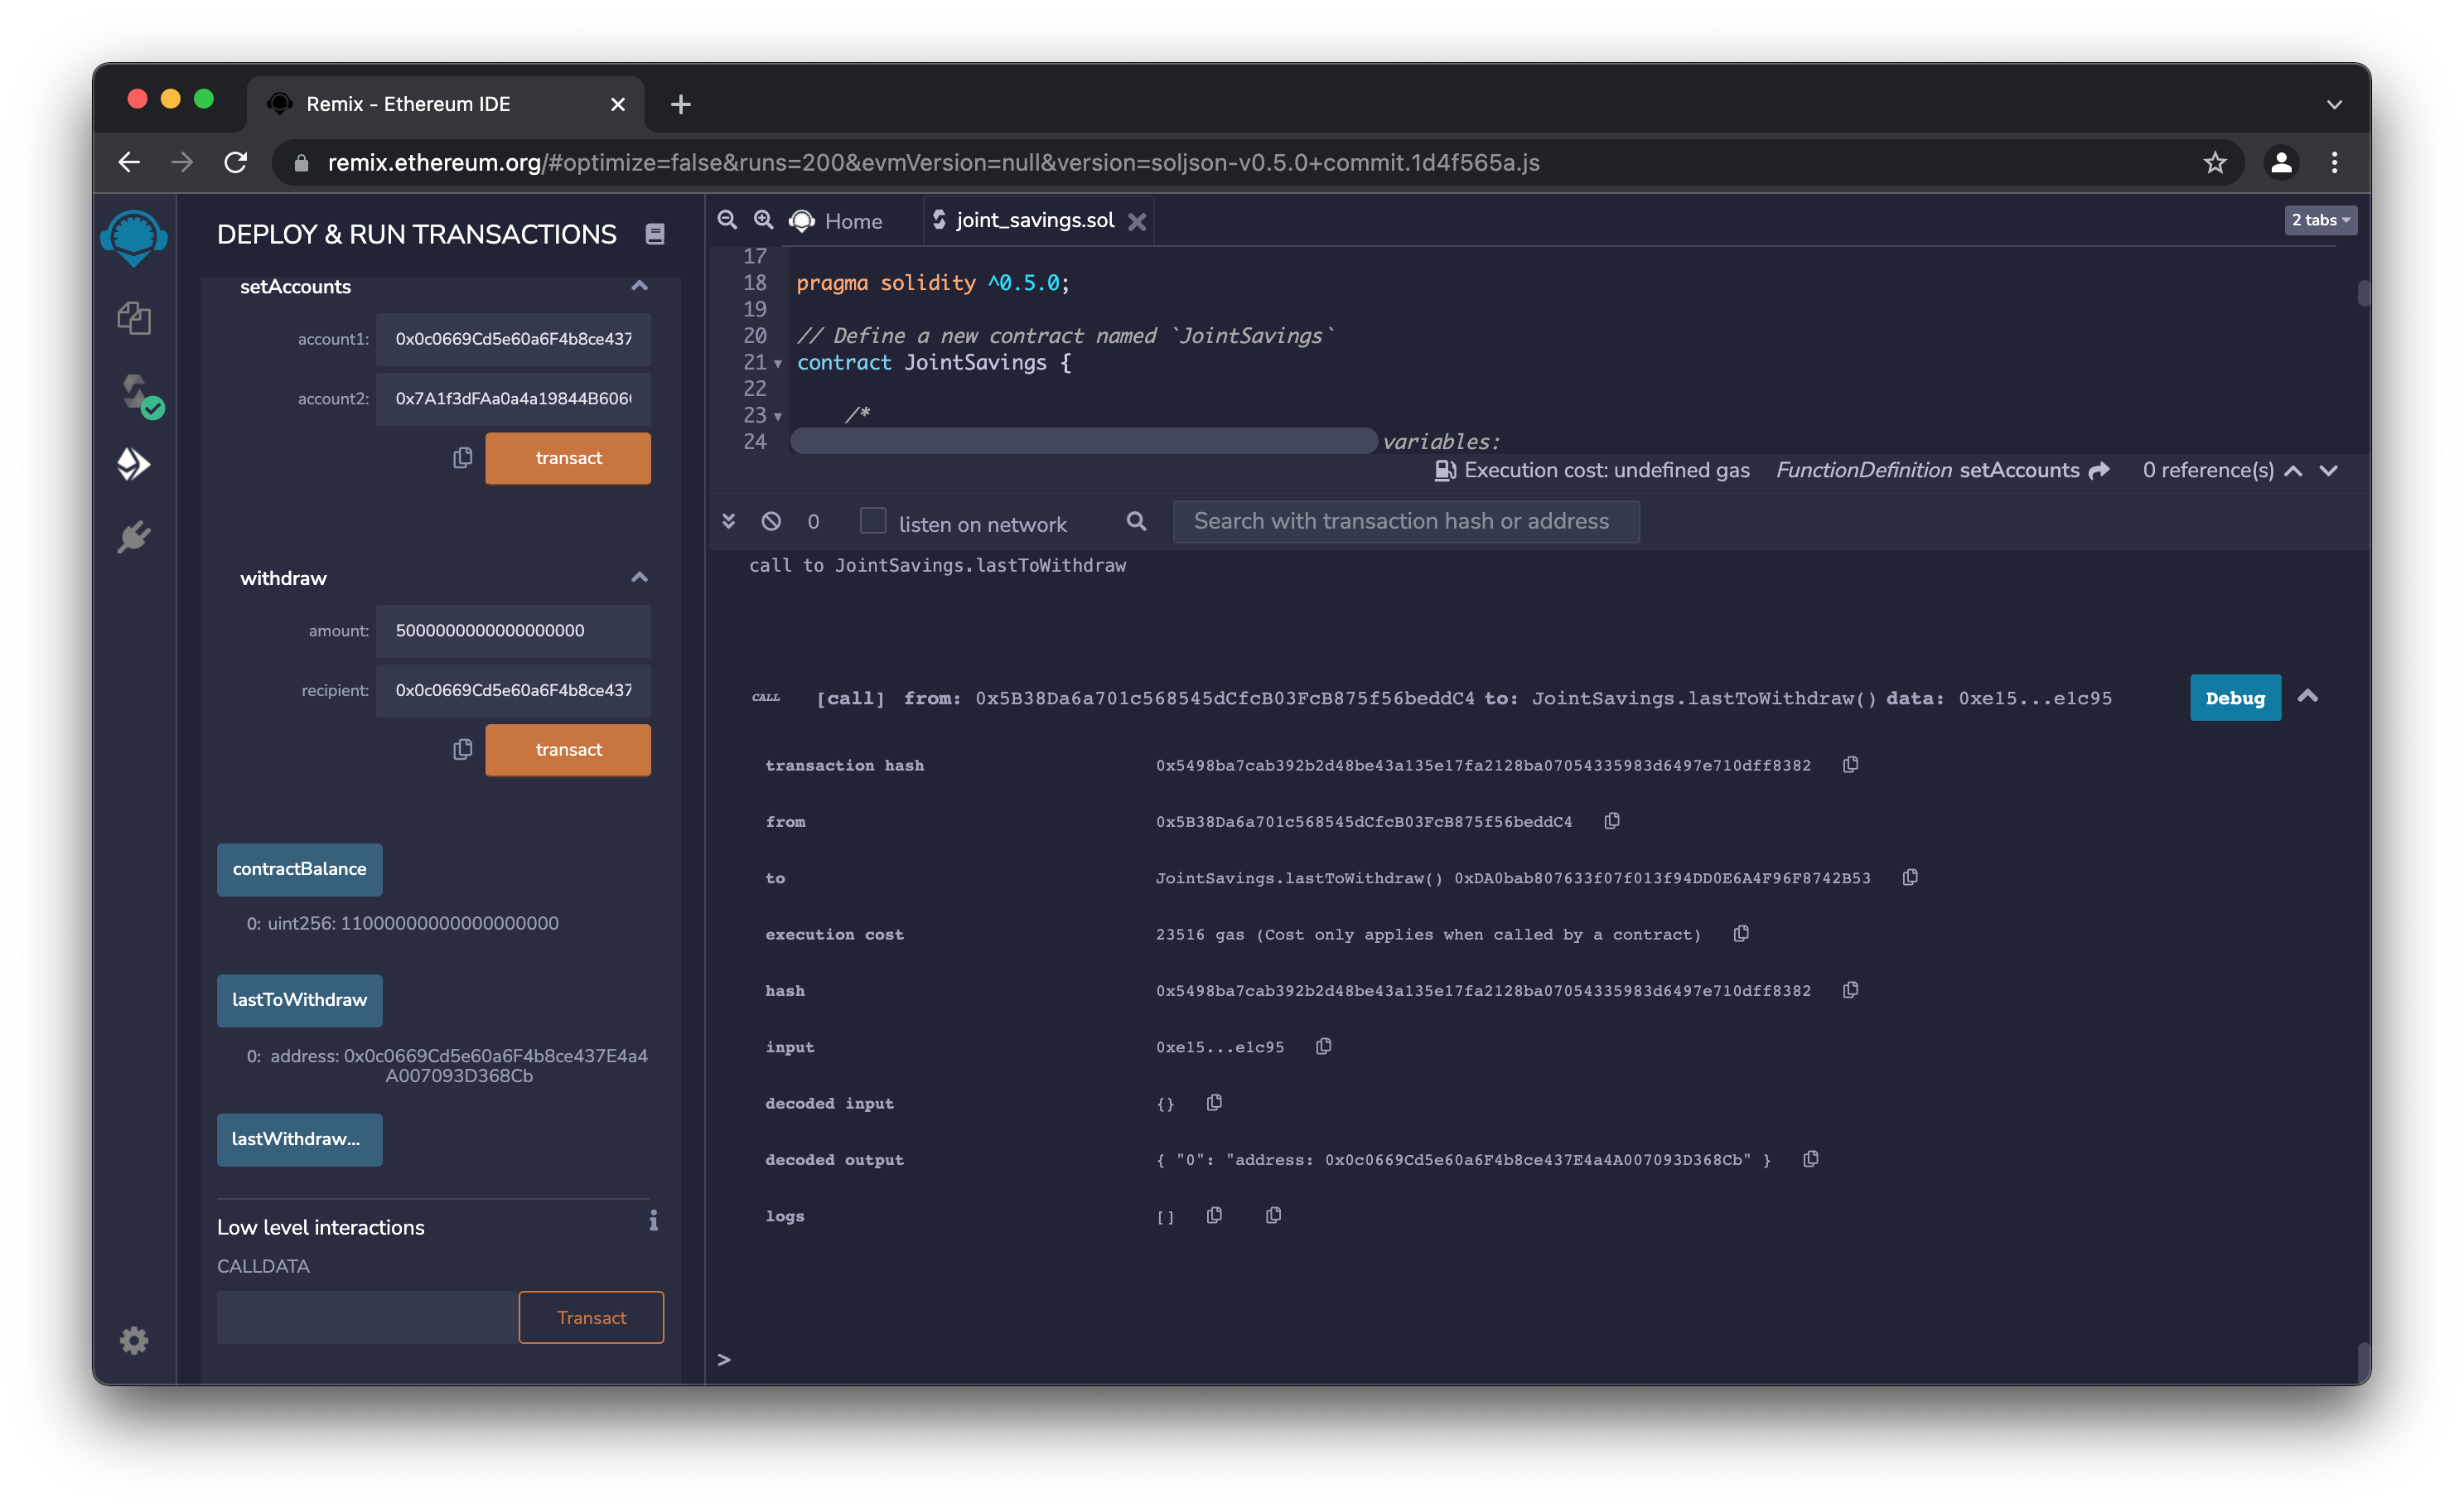 Remix - Ethereum IDE
remix.ethereum.org/#optimize=false&runs=200&evmVersion=null&version=soljson-v0.5.0+commit.1d4f565a.js
DEPLOY & RUN TRANSACTIONS
setAccounts
account1: 0x0c0669Cd5e60a6F4b8ce437
account2: 0x7A1f3dFAa0a4a19844B606
transact
withdraw
amount: 5000000000000000000
recipient: 0x0c0669Cd5e60a6F4b8ce437
transact
contractBalance
0: uint256: 11000000000000000000
lastToWithdraw
0: address: 0x0c0669Cd5e60a6F4b8ce437E4a4
A007093D368Cb
lastWithdraw...
Low level interactions
CALLDATA
Transact
Home
joint_savings.sol
2 tabs
17
18 pragma solidity ^0.5.0;
19
20 // Define a new contract named `JointSavings`
21 contract JointSavings {
22
23 /*
24 variables:
Execution cost: undefined gas FunctionDefinition setAccounts 0 reference(s)
0 listen on network Search with transaction hash or address
call to JointSavings.lastToWithdraw
CALL [call] from: 0x5B38Da6a701c568545dCfcB03FcB875f56beddC4 to: JointSavings.lastToWithdraw() data: 0xe15...e1c95 Debug
transaction hash 0x5498ba7cab392b2d48be43a135e17fa2128ba07054335983d6497e710dff8382
from 0x5B38Da6a701c568545dCfcB03FcB875f56beddC4
to JointSavings.lastToWithdraw() 0xDA0bab807633f07f013f94DD0E6A4F96F8742B53
execution cost 23516 gas (Cost only applies when called by a contract)
hash 0x5498ba7cab392b2d48be43a135e17fa2128ba07054335983d6497e710dff8382
input 0xe15...e1c95
decoded input {}
decoded output { "0": "address: 0x0c0669Cd5e60a6F4b8ce437E4a4A007093D368Cb" }
logs []
>